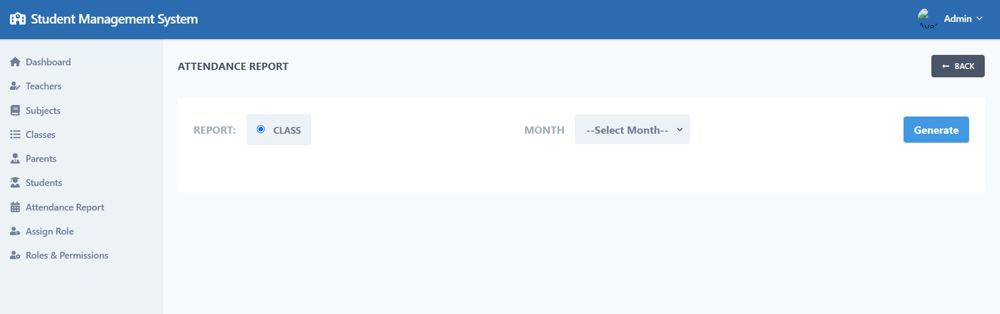 Student Management System
Admin
Dashboard
Teachers
Subjects
Classes
Parents
Students
Attendance Report
Assign Role
Roles & Permissions
ATTENDANCE REPORT
BACK
REPORT:
CLASS
MONTH
--Select Month--
Generate